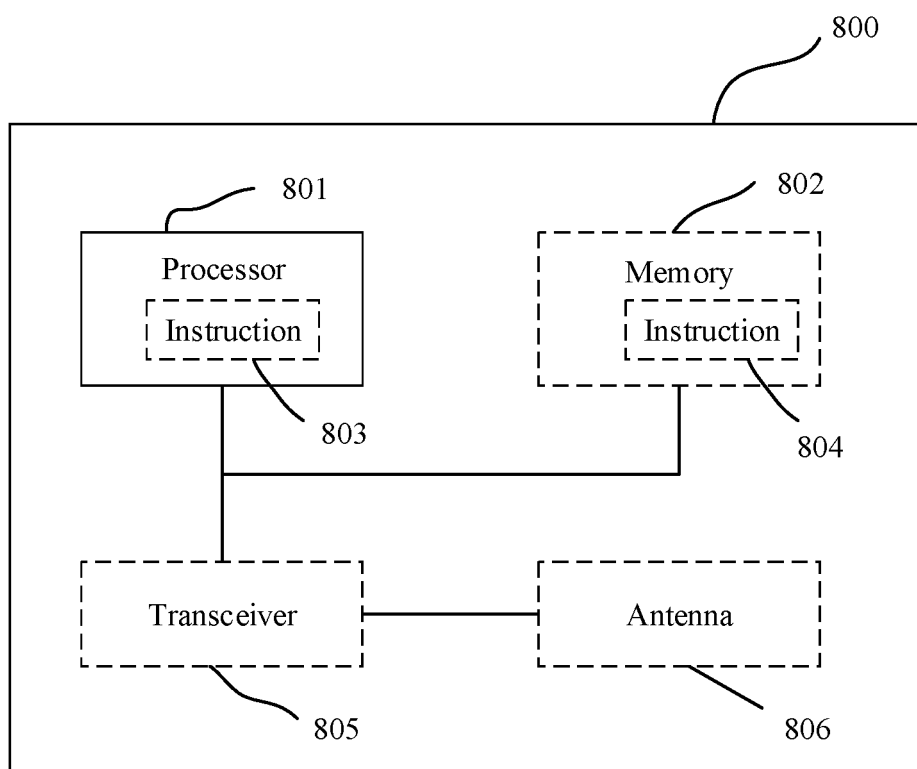 800
801
802
Processor
Memory
Instruction
Instruction
803
804
Transceiver
Antenna
805
806